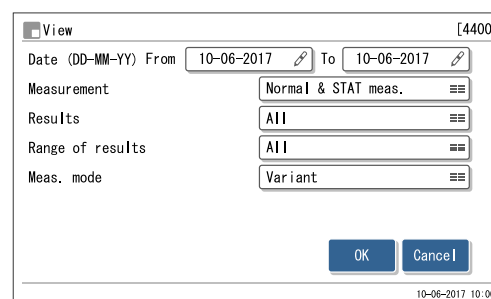 View [4400
Date (DD-MM-YY) From 10-06-2017 To 10-06-2017
Measurement Normal & STAT meas.
Results All
Range of results All
Meas. mode Variant
OK Cancel
10-06-2017 10:00